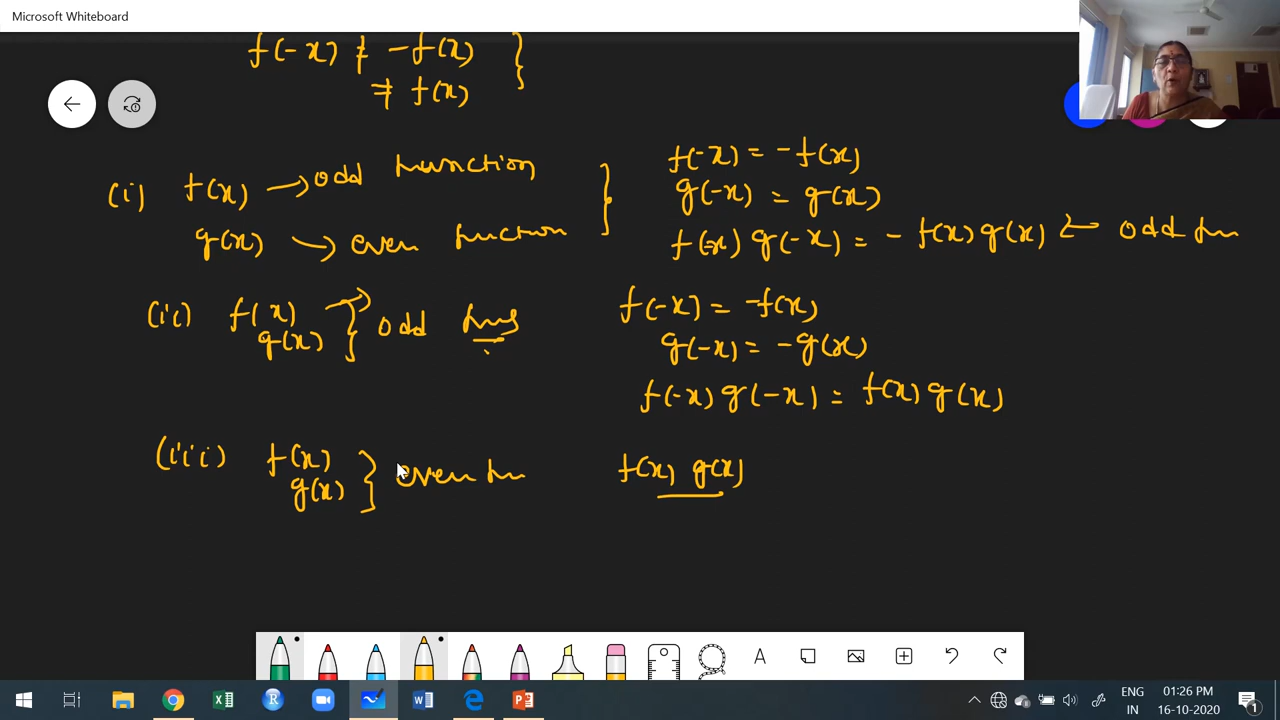 Microsoft Whiteboard
f(-x) ≠ -f(x) }
≠ f(x)
(i) f(x) → odd function }
g(x) → even function
f(-x) = -f(x)
g(-x) = g(x)
f(-x) g(-x) = - f(x) g(x) ← odd fn
(ii) f(x) → } odd fns
g(x)
f(-x) = -f(x)
g(-x) = -g(x)
f(-x) g(-x) = f(x) g(x)
(iii) f(x) } even fn
g(x)
f(x) g(x)
A
ENG
IN
01:26 PM
16-10-2020
1